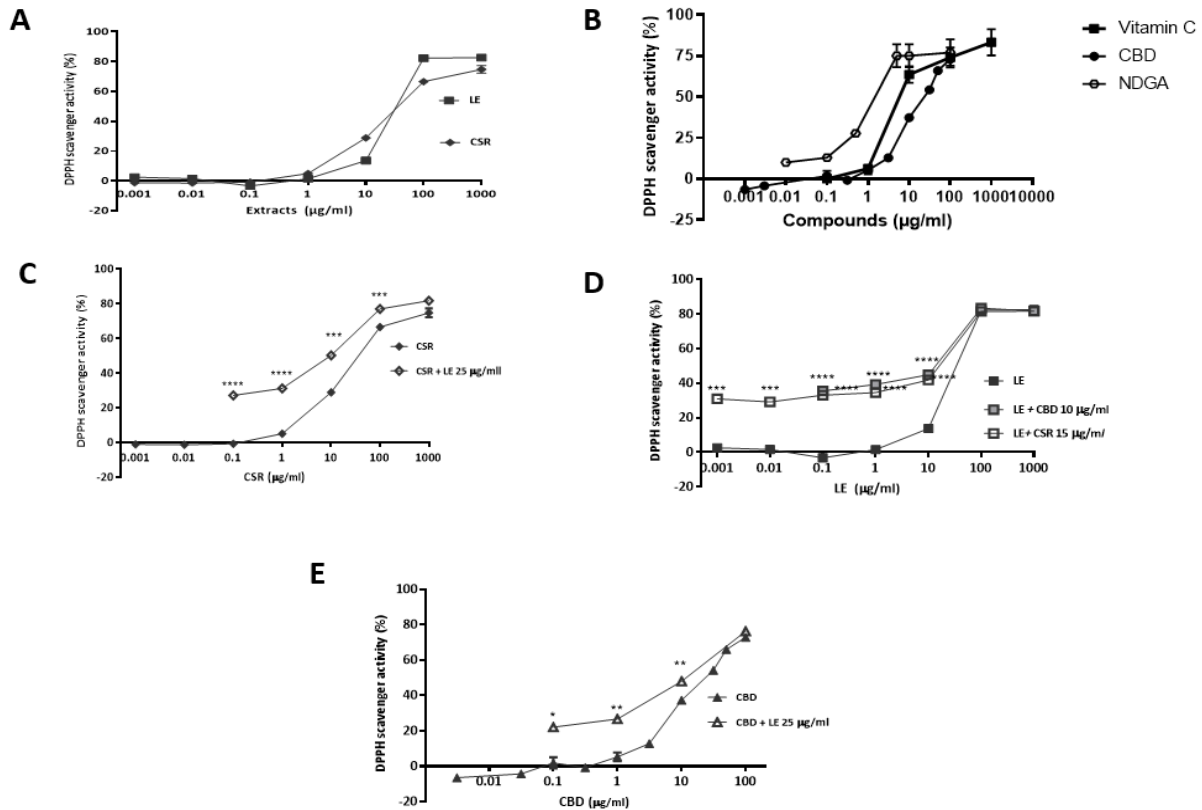 A
DPPH scavenger activity (%)
100
80
60
40
20
0
-20
0.001 0.01 0.1 1 10 100 1000
Extracts (µg/ml)
LE
CSR
B
DPPH scavenger activity (%)
100
75
50
25
0
-25
0.001 0.01 0.1 1 10 100 1000 10000
Compounds (µg/ml)
Vitamin C
CBD
NDGA
C
DPPH scavenger activity (%)
100
80
60
40
20
0
-20
0.001 0.01 0.1 1 10 100 1000
CSR (µg/ml)
**** **** *** ***
CSR
CSR + LE 25 µg/mll
D
DPPH scavenger activity (%)
100
80
60
40
20
0
-20
0.001 0.01 0.1 1 10 100 1000
LE (µg/ml)
*** *** **** **** ****
**** **** ****
LE
LE + CBD 10 µg/ml
LE+ CSR 15 µg/ml
E
DPPH scavenger activity (%)
100
80
60
40
20
0
-20
0.01 0.1 1 10 100
CBD (µg/ml)
* ** **
CBD
CBD + LE 25 µg/ml